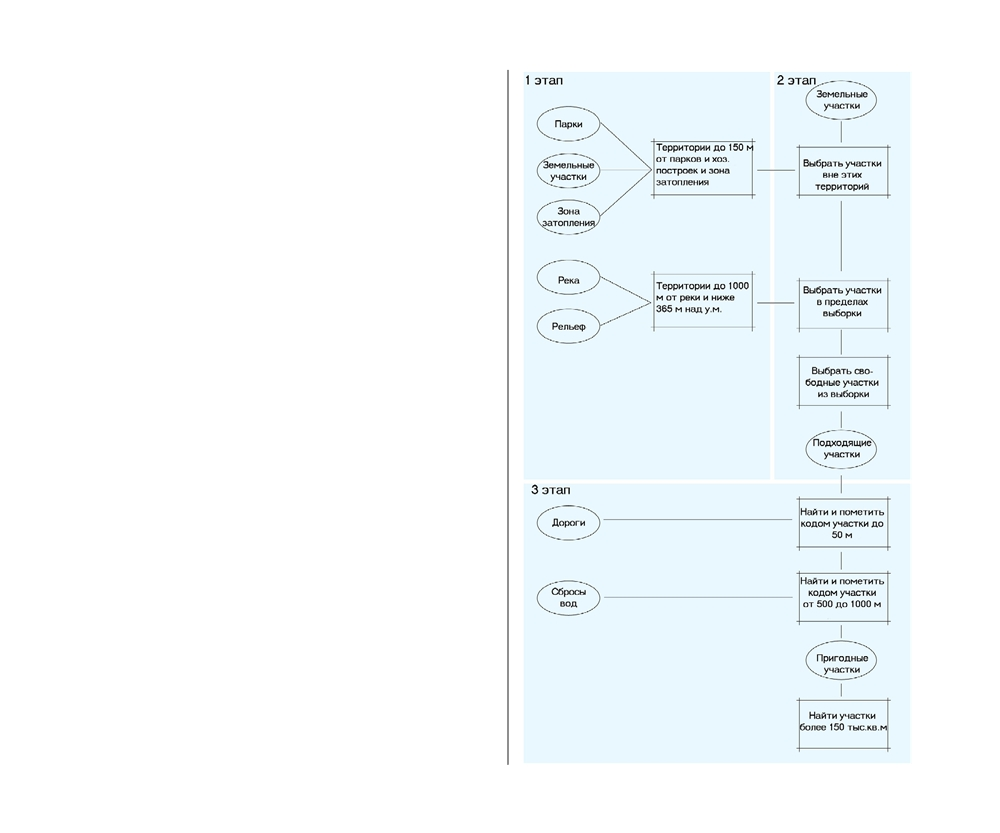 1 этап
Парки
Земельные
участки
Зона
затопления
Территории до 150 м
от парков и хоз.
построек и зона
затопления
Река
Рельеф
Территории до 1000
м от реки и ниже
365 м над у.м.
2 этап
Земельные
участки
Выбрать участки
вне этих
территорий
Выбрать участки
в пределах
выборки
Выбрать сво-
бодные участки
из выборки
Подходящие
участки
3 этап
Дороги
Найти и пометить
кодом участки до
50 м
Сбросы
вод
Найти и пометить
кодом участки
от 500 до 1000 м
Пригодные
участки
Найти участки
более 150 тыс.кв.м